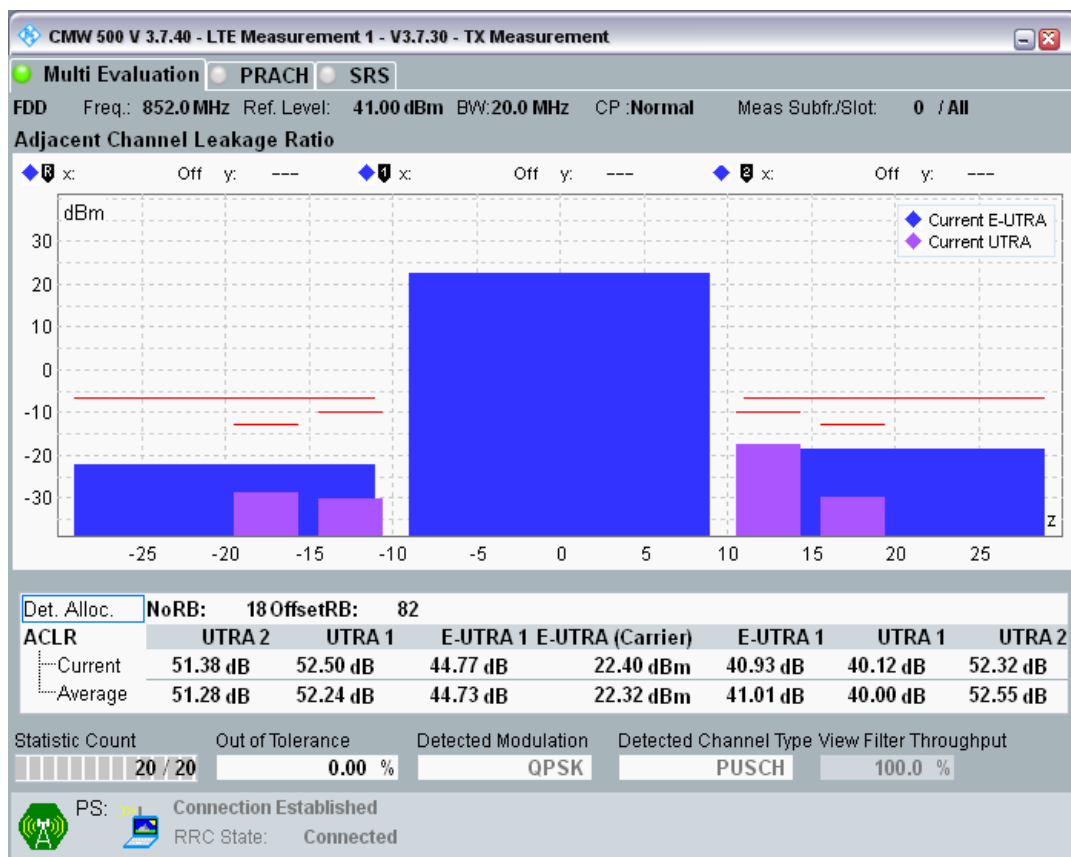 CMW 500 V 3.7.40 - LTE Measurement 1 - V3.7.30 - TX Measurement
Multi Evaluation PRACH SRS
FDD Freq.: 852.0 MHz Ref. Level: 41.00 dBm BW:20.0 MHz CP :Normal Meas Subfr./Slot: 0 / All
Adjacent Channel Leakage Ratio
R x: Off y: --- 1 x: Off y: --- 2 x: Off y: ---
dBm
Current E-UTRA
Current UTRA
30
20
10
0
-10
-20
-30
z
-25 -20 -15 -10 -5 0 5 10 15 20 25
Det. Alloc. NoRB: 18 OffsetRB: 82
ACLR UTRA 2 UTRA 1 E-UTRA 1 E-UTRA (Carrier) E-UTRA 1 UTRA 1 UTRA 2
Current 51.38 dB 52.50 dB 44.77 dB 22.40 dBm 40.93 dB 40.12 dB 52.32 dB
Average 51.28 dB 52.24 dB 44.73 dB 22.32 dBm 41.01 dB 40.00 dB 52.55 dB
Statistic Count Out of Tolerance Detected Modulation Detected Channel Type View Filter Throughput
20 / 20 0.00 % QPSK PUSCH 100.0 %
PS: Connection Established
RRC State: Connected